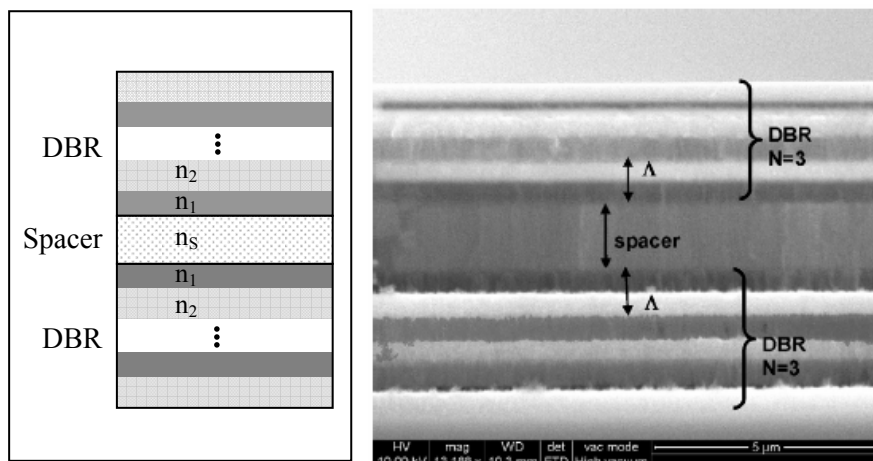 DBR
n2
n1
Spacer
nS
n1
n2
DBR
DBR
N=3
Λ
spacer
Λ
DBR
N=3
HV mag WD det vac mode 5 µm